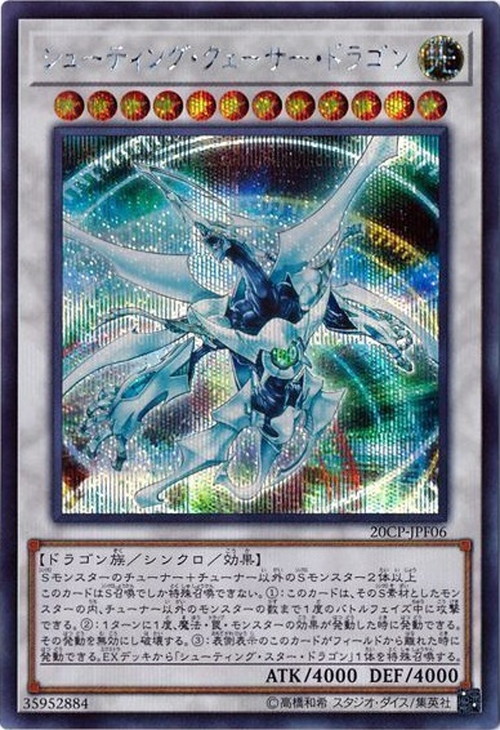 シューティング・クェーサー・ドラゴン 光
20CP-JPF06
【ドラゴン族／シンクロ／効果】
Sモンスターのチューナー＋チューナー以外のSモンスター2体以上
このカードはS召喚でしか特殊召喚できない。①：このカードは、そのS素材としたモンス
ターの内、チューナー以外のモンスターの数まで1度のバトルフェイズ中に攻撃
できる。②：1ターンに1度、魔法・罠・モンスターの効果が発動した時に発動できる。
その発動を無効にし破壊する。③：表側表示のこのカードがフィールドから離れた時に
発動できる。EXデッキから「シューティング・スター・ドラゴン」1体を特殊召喚する。
ATK/4000 DEF/4000
35952884 ©高橋和希 スタジオ・ダイス/集英社